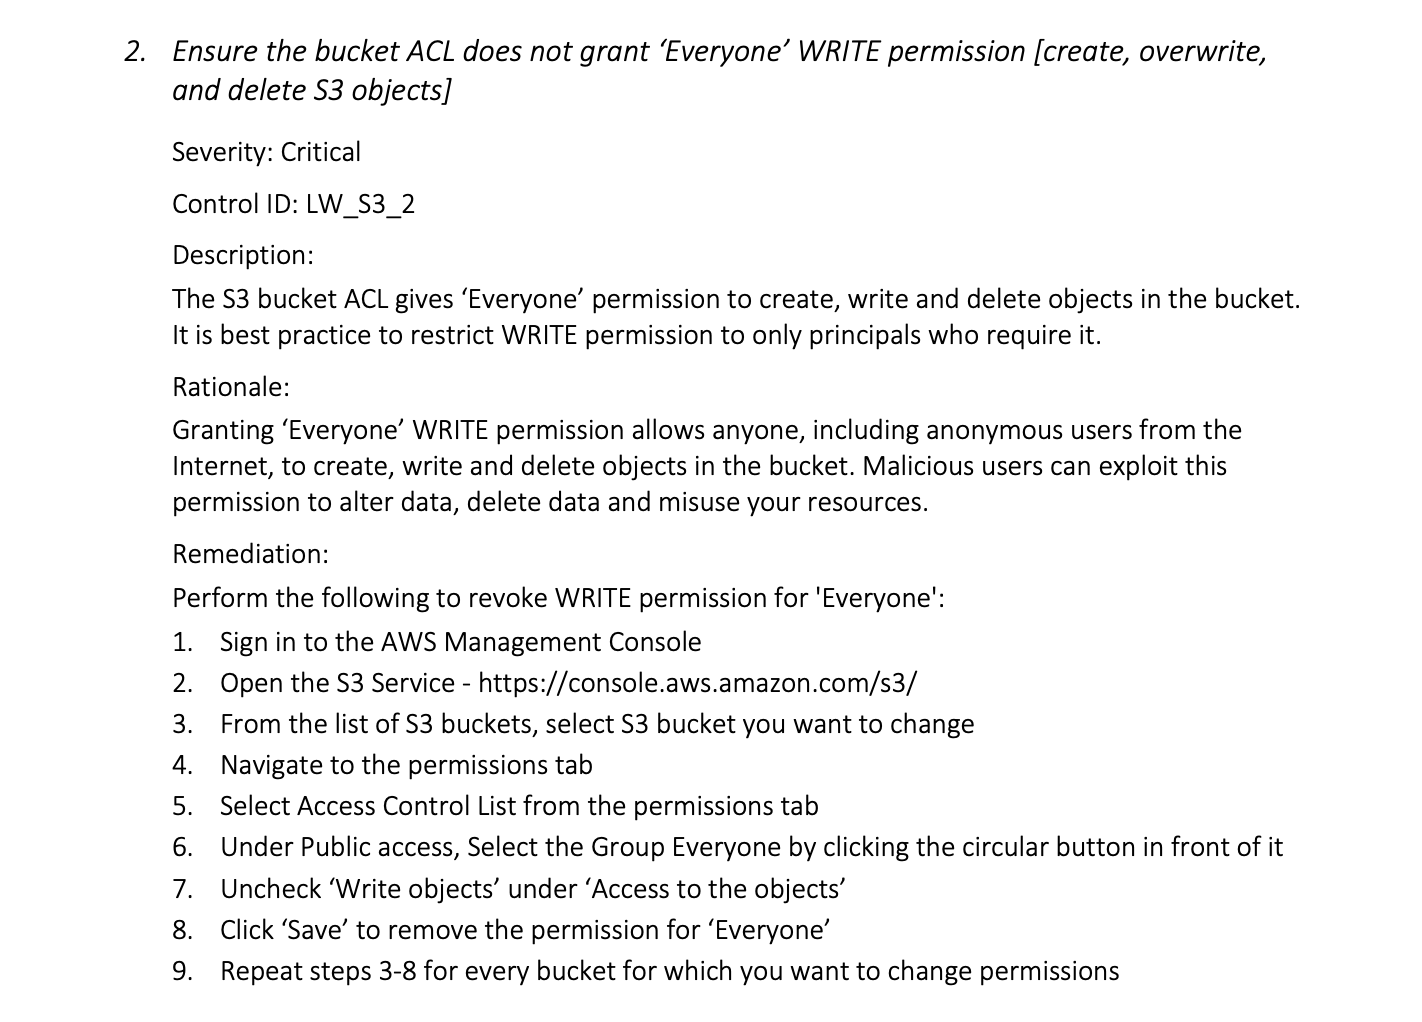 2. Ensure the bucket ACL does not grant ‘Everyone’ WRITE permission [create, overwrite,
and delete S3 objects]
Severity: Critical
Control ID: LW_S3_2
Description:
The S3 bucket ACL gives ‘Everyone’ permission to create, write and delete objects in the bucket.
It is best practice to restrict WRITE permission to only principals who require it.
Rationale:
Granting ‘Everyone’ WRITE permission allows anyone, including anonymous users from the
Internet, to create, write and delete objects in the bucket. Malicious users can exploit this
permission to alter data, delete data and misuse your resources.
Remediation:
Perform the following to revoke WRITE permission for 'Everyone':
1. Sign in to the AWS Management Console
2. Open the S3 Service - https://console.aws.amazon.com/s3/
3. From the list of S3 buckets, select S3 bucket you want to change
4. Navigate to the permissions tab
5. Select Access Control List from the permissions tab
6. Under Public access, Select the Group Everyone by clicking the circular button in front of it
7. Uncheck ‘Write objects’ under ‘Access to the objects’
8. Click ‘Save’ to remove the permission for ‘Everyone’
9. Repeat steps 3-8 for every bucket for which you want to change permissions